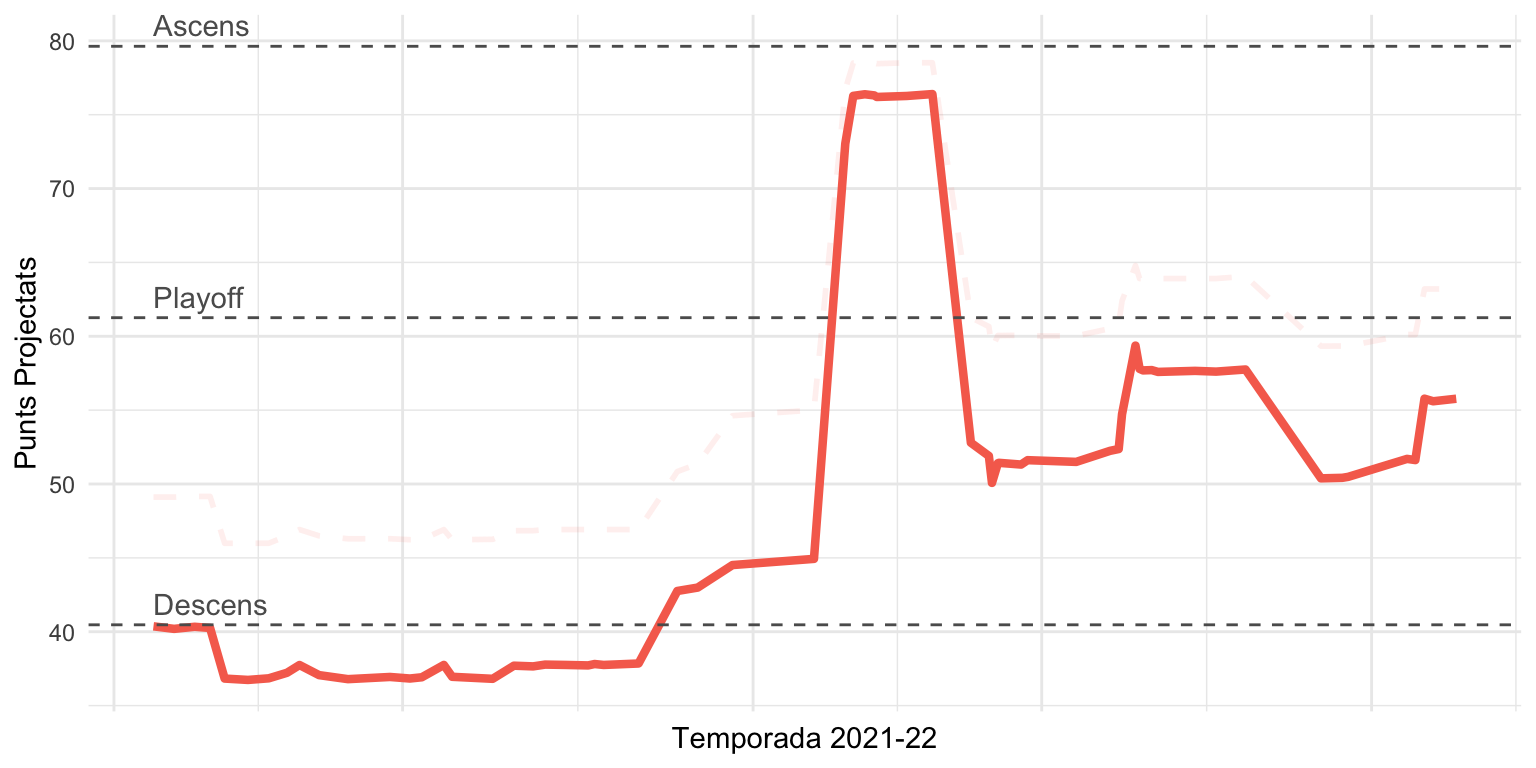 Ascens
80
70
Playoff
60
50
Descens
40
Punts Projectats
Temporada 2021-22